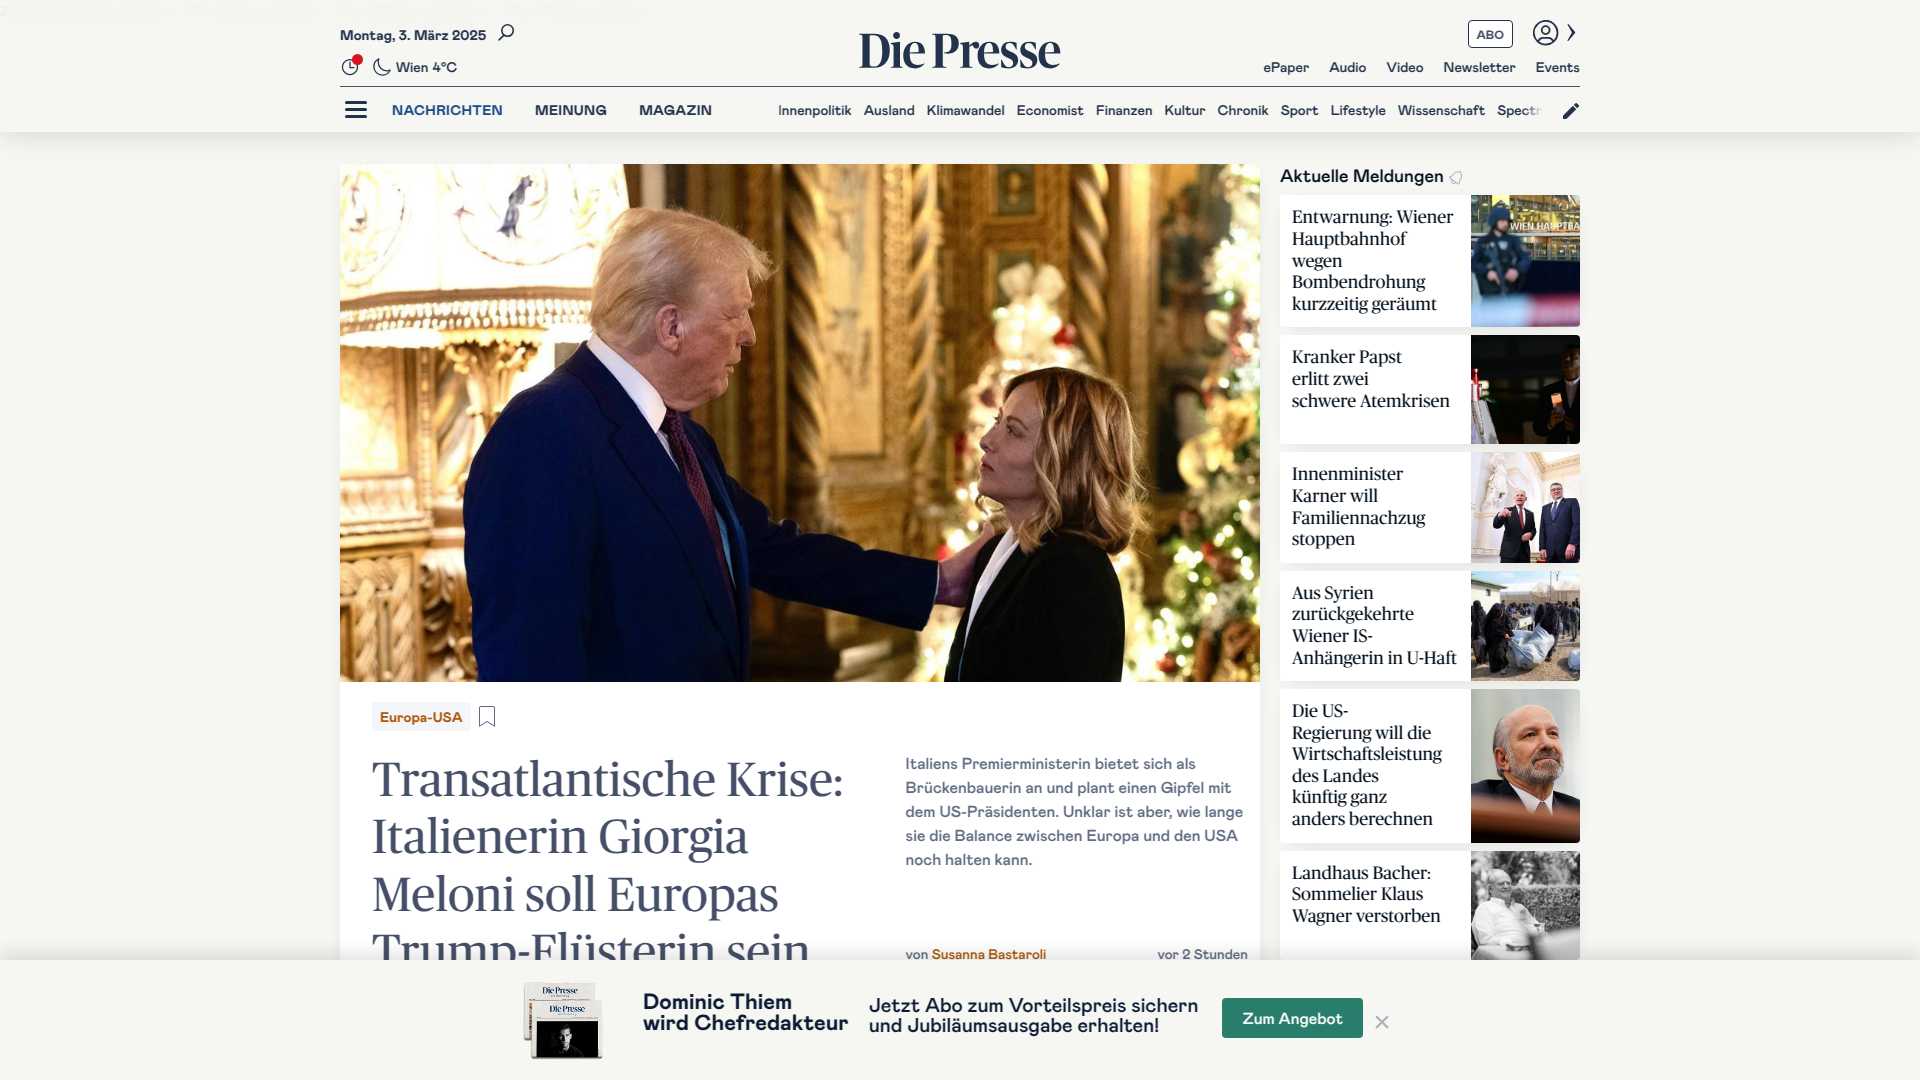 Montag, 3. März 2025
Die Presse
ABO
Wien 4°C
ePaper Audio Video Newsletter Events
NACHRICHTEN MEINUNG MAGAZIN
Innenpolitik Ausland Klimawandel Economist Finanzen Kultur Chronik Sport Lifestyle Wissenschaft Spectr
Europa-USA
Transatlantische Krise:
Italienerin Giorgia
Meloni soll Europas
Trump-Flüsterin sein
Italiens Premierministerin bietet sich als
Brückenbauerin an und plant einen Gipfel mit
dem US-Präsidenten. Unklar ist aber, wie lange
sie die Balance zwischen Europa und den USA
noch halten kann.
von Susanna Bastaroli
vor 2 Stunden
Aktuelle Meldungen
Entwarnung: Wiener
Hauptbahnhof
wegen
Bombendrohung
kurzzeitig geräumt
WIEN HAUPTBA
Kranker Papst
erlitt zwei
schwere Atemkrisen
Innenminister
Karner will
Familiennachzug
stoppen
Aus Syrien
zurückgekehrte
Wiener IS-
Anhängerin in U-Haft
Die US-
Regierung will die
Wirtschaftsleistung
des Landes
künftig ganz
anders berechnen
Landhaus Bacher:
Sommelier Klaus
Wagner verstorben
Die Presse
Die Presse
Dominic Thiem
wird Chefredakteur
Jetzt Abo zum Vorteilspreis sichern
und Jubiläumsausgabe erhalten!
Zum Angebot